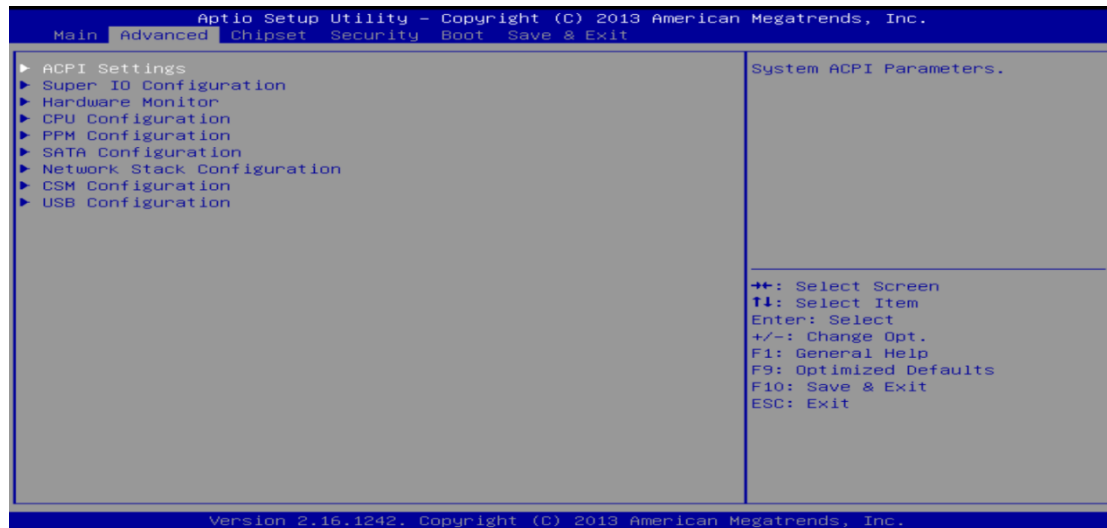 Aptio Setup Utility – Copyright (C) 2013 American Megatrends, Inc.
Main Advanced Chipset Security Boot Save & Exit
▶ ACPI Settings
▶ Super IO Configuration
▶ Hardware Monitor
▶ CPU Configuration
▶ PPM Configuration
▶ SATA Configuration
▶ Network Stack Configuration
▶ CSM Configuration
▶ USB Configuration
System ACPI Parameters.
→←: Select Screen
↑↓: Select Item
Enter: Select
+/-: Change Opt.
F1: General Help
F9: Optimized Defaults
F10: Save & Exit
ESC: Exit
Version 2.16.1242. Copyright (C) 2013 American Megatrends, Inc.